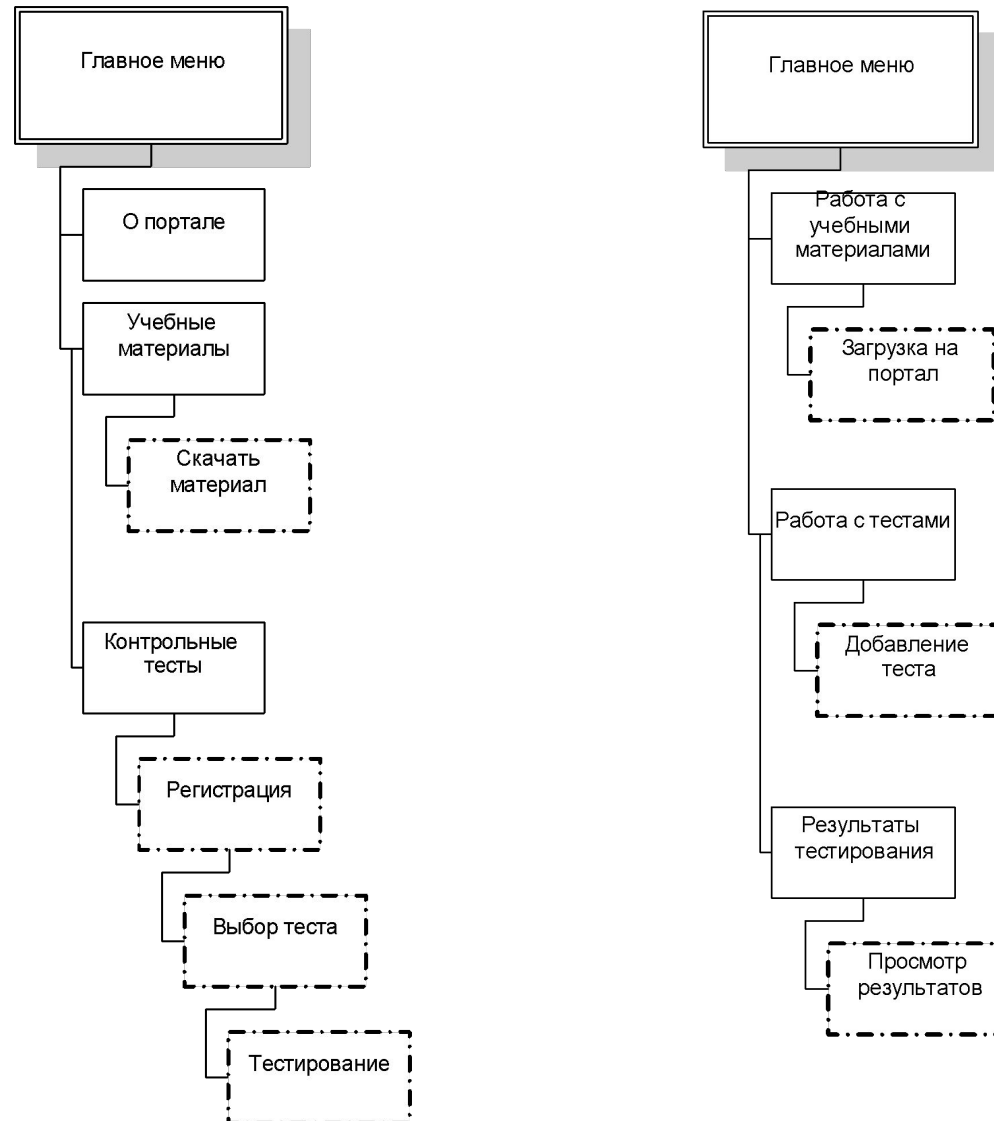 Главное меню
О портале
Учебные
материалы
Скачать
материал
Контрольные
тесты
Регистрация
Выбор теста
Тестирование
Главное меню
Работа с
учебными
материалами
Загрузка на
портал
Работа с тестами
Добавление
теста
Результаты
тестирования
Просмотр
результатов